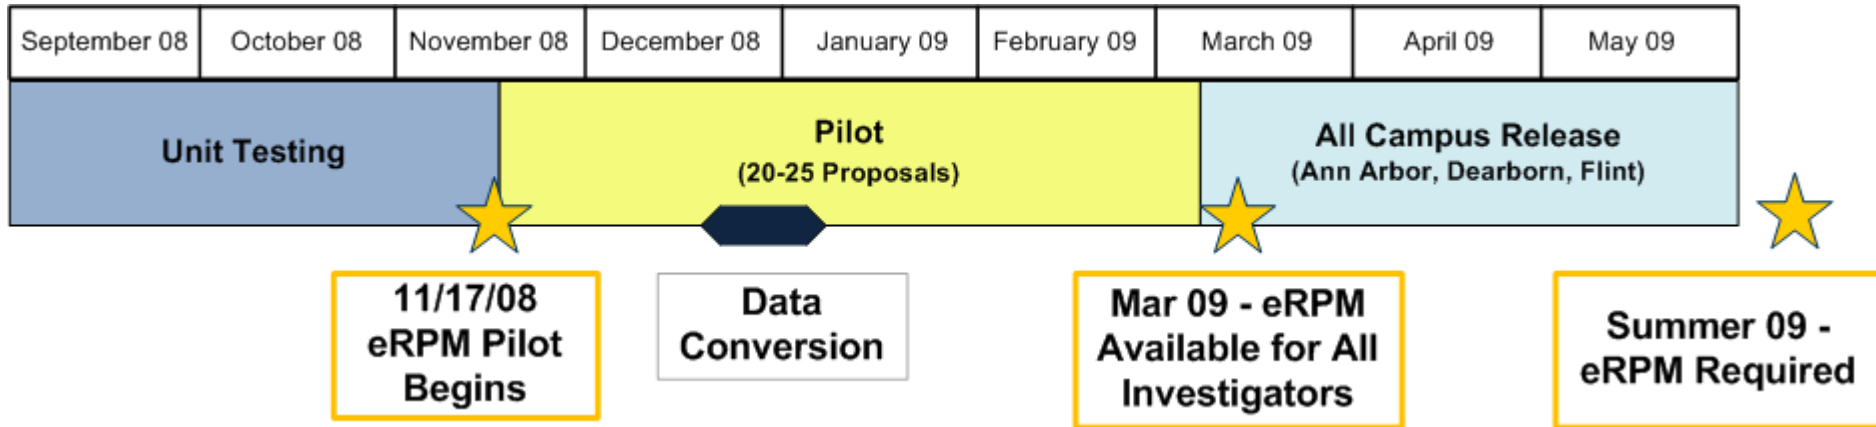 September 08 October 08 November 08 December 08 January 09 February 09 March 09 April 09 May 09
Unit Testing
Pilot
(20-25 Proposals)
All Campus Release
(Ann Arbor, Dearborn, Flint)
11/17/08
eRPM Pilot
Begins
Data
Conversion
Mar 09 - eRPM
Available for All
Investigators
Summer 09 -
eRPM Required